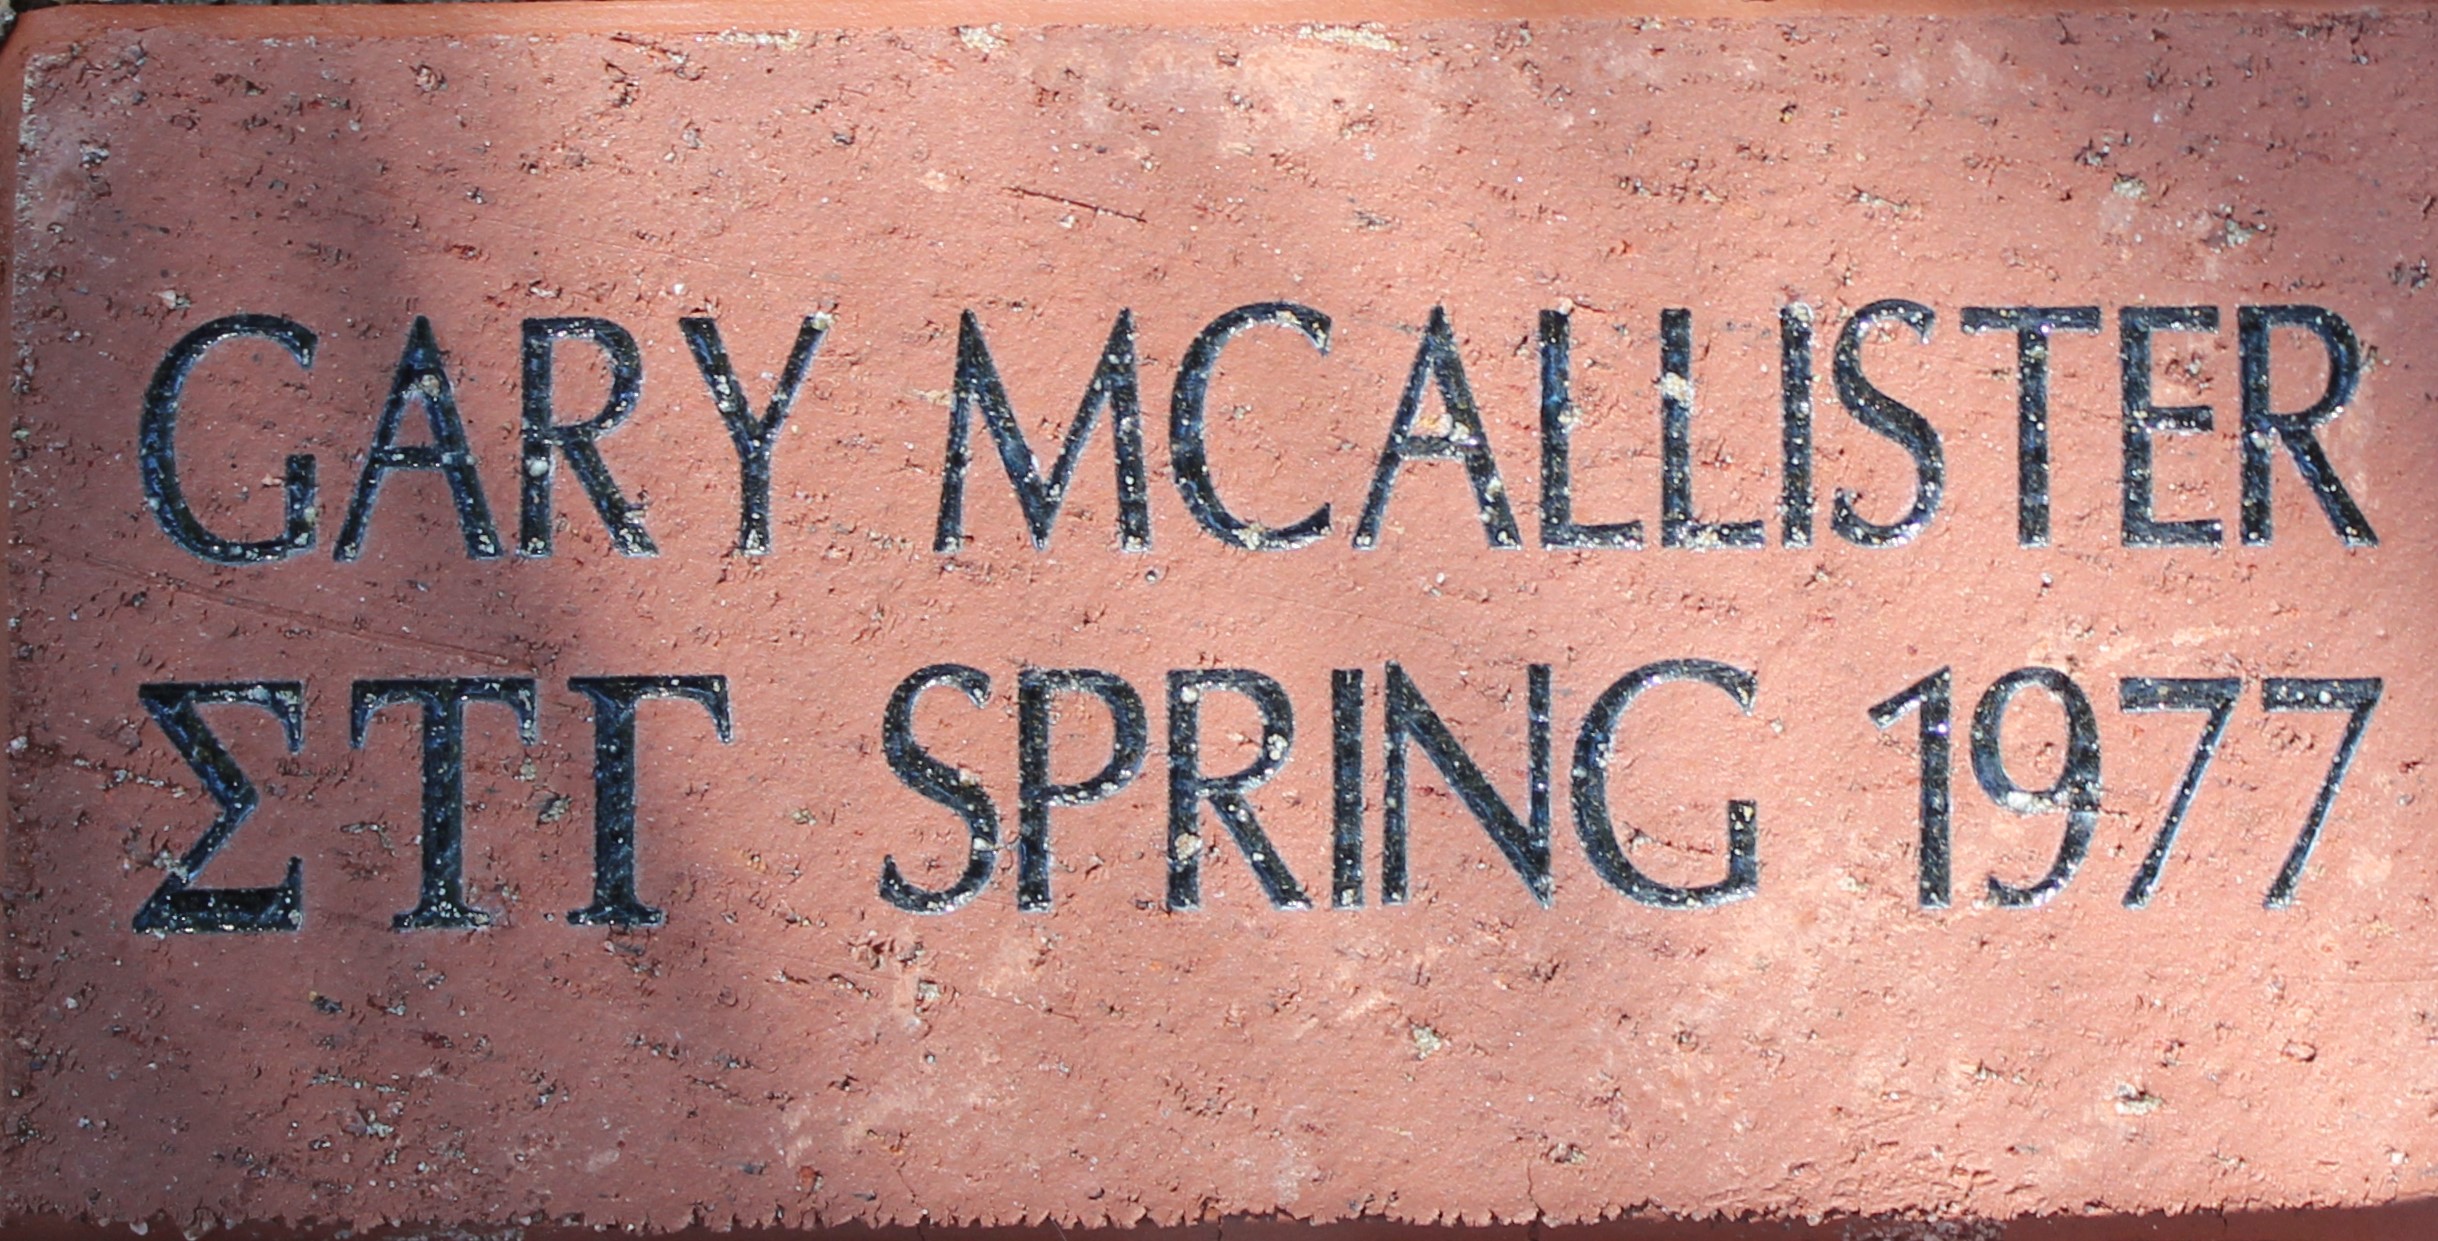 GARY MCALLISTER
ΣΤΓ SPRING 1977